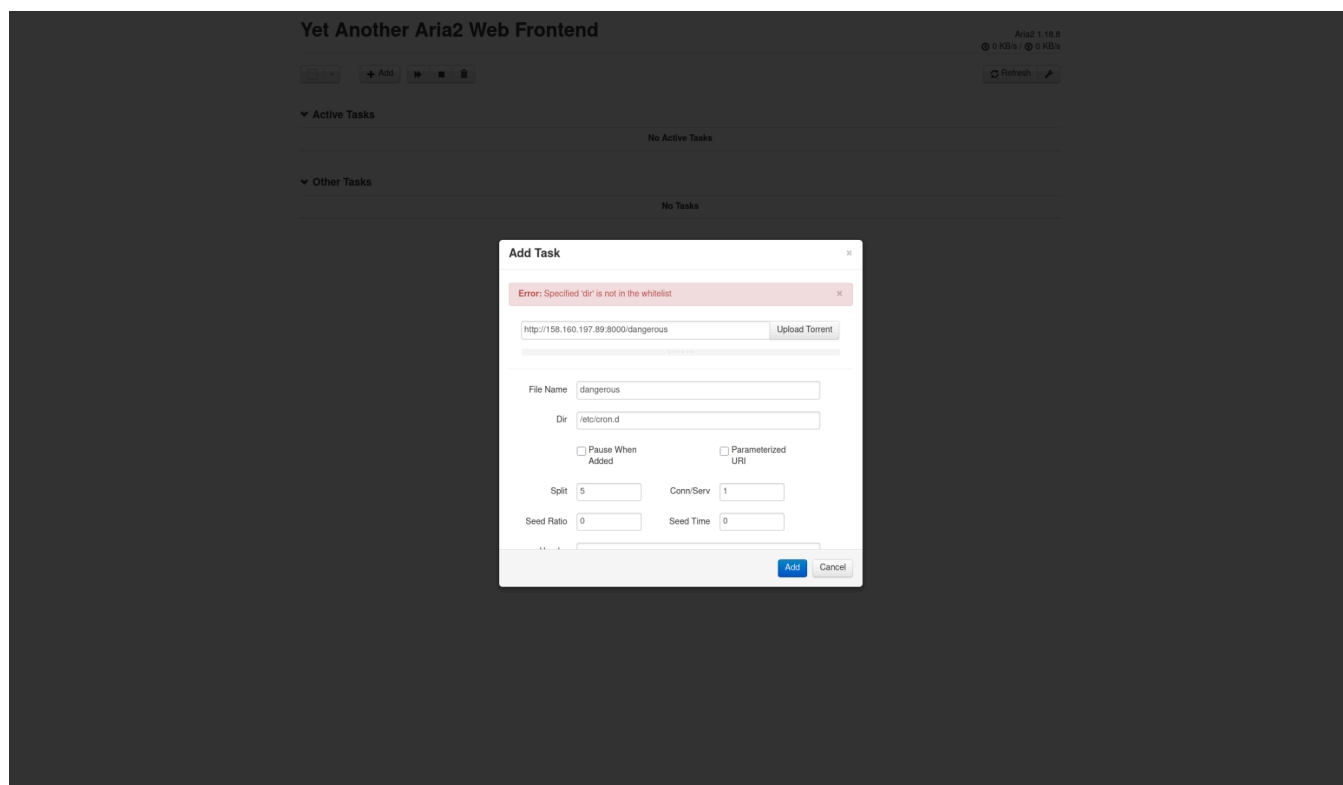 Yet Another Aria2 Web Frontend
Aria2 1.18.8
0 KB/s / 0 KB/s
Add
Refresh
Active Tasks
No Active Tasks
Other Tasks
No Tasks
Add Task
×
Error: Specified 'dir' is not in the whitelist ×
http://158.160.197.89:8000/dangerous Upload Torrent
File Name dangerous
Dir /etc/cron.d
Pause When Added
Parameterized URI
Split 5 Conn/Serv 1
Seed Ratio 0 Seed Time 0
Add Cancel